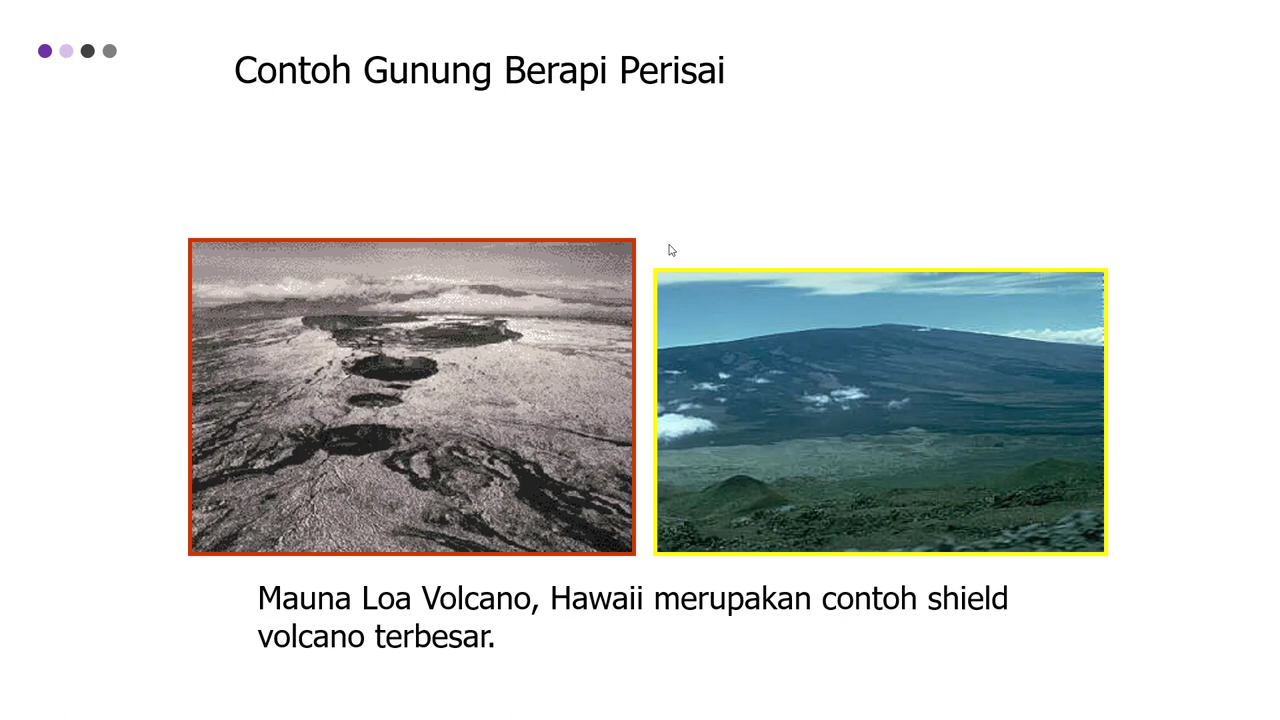 Contoh Gunung Berapi Perisai
Mauna Loa Volcano, Hawaii merupakan contoh shield
volcano terbesar.